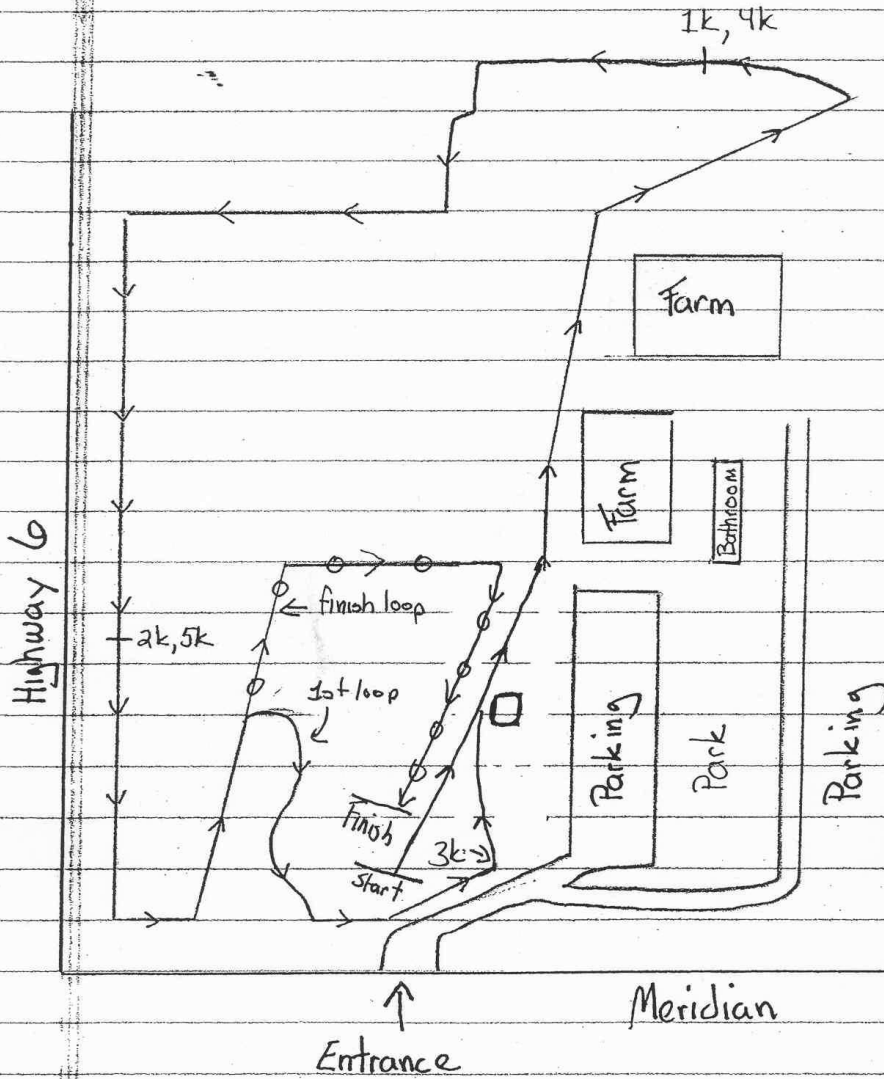 1k, 4k
Farm
Farm
Bathroom
Highway 6
finish loop
2k, 5k
1st loop
Parking
Park
Parking
Finish
3k
Start
Meridian
Entrance